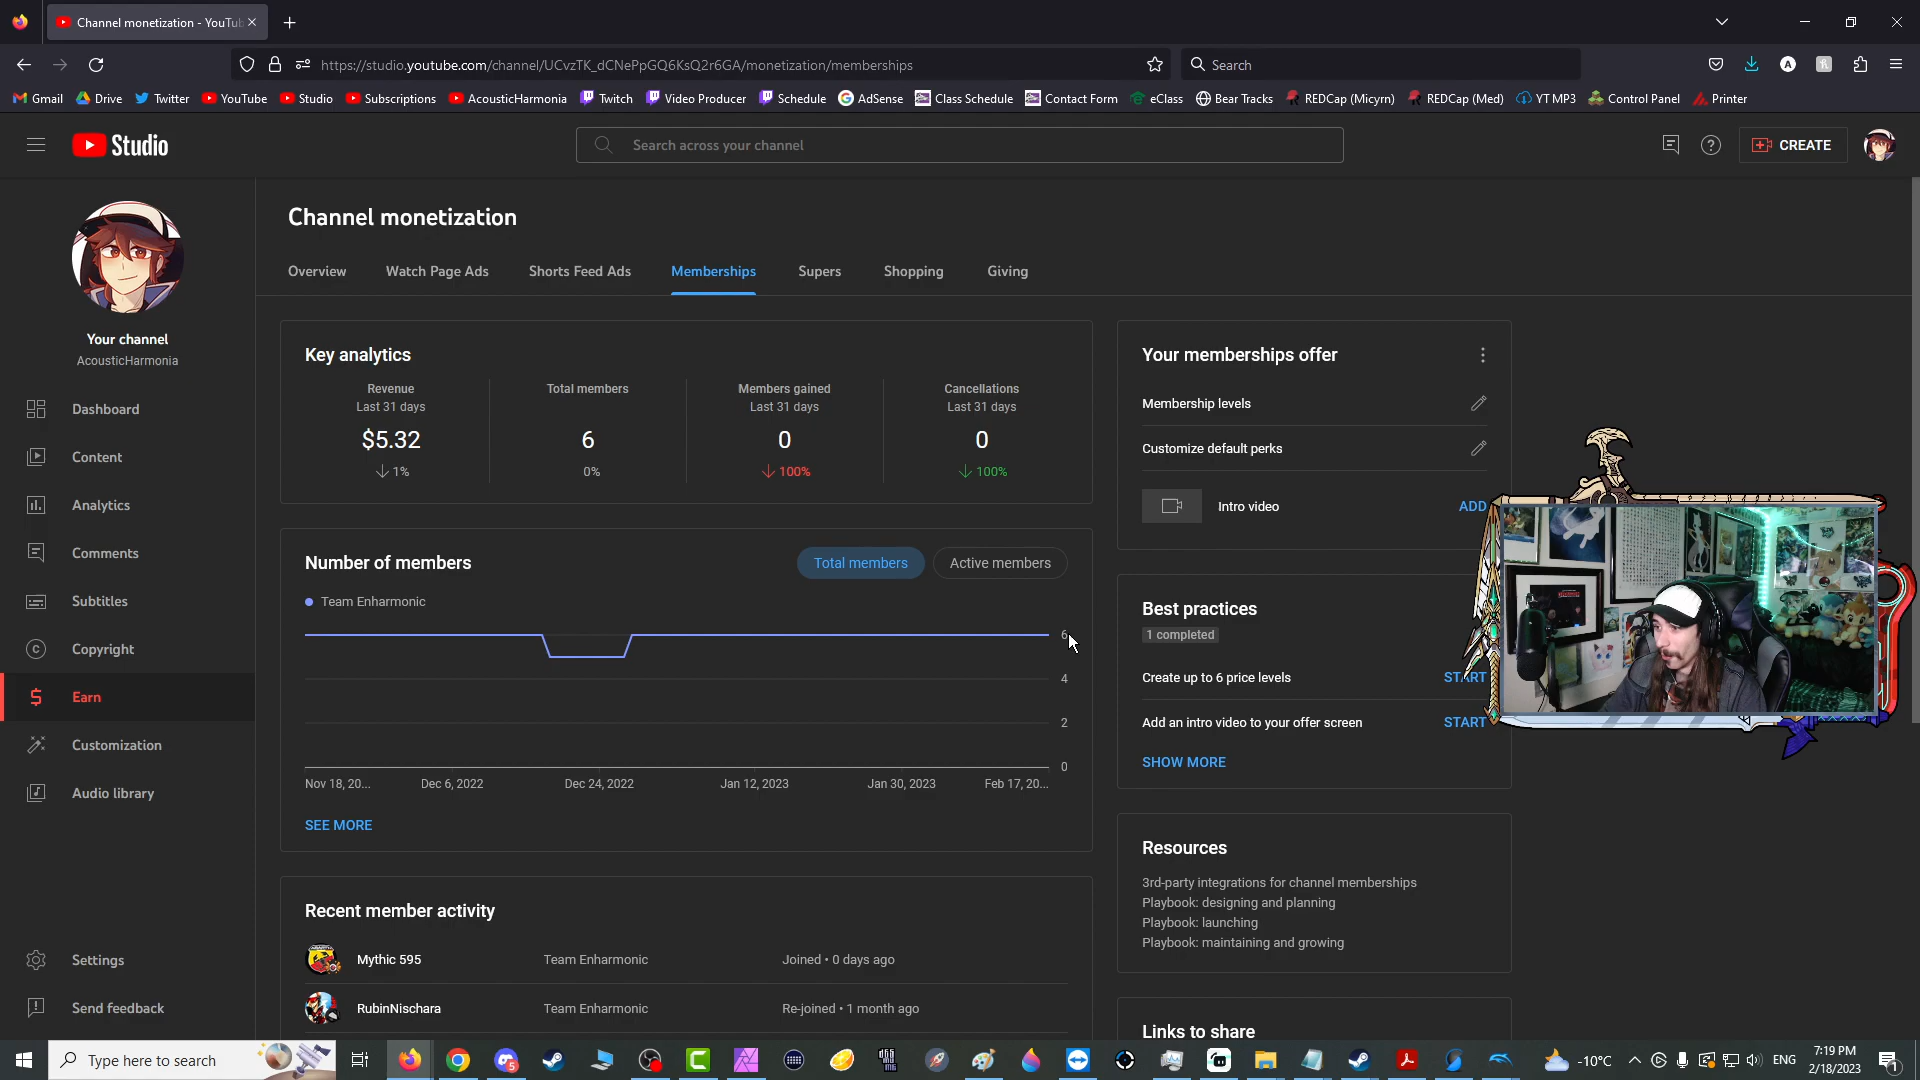 Channel monetization - YouTub
https://studio.youtube.com/channel/UCvzTK_dCNePpGQ6KsQ2r6GA/monetization/memberships
Search
Gmail Drive Twitter YouTube Studio Subscriptions AcousticHarmonia Twitch Video Producer Schedule AdSense Class Schedule Contact Form eClass Bear Tracks REDCap (Micyrn) REDCap (Med) YT MP3 Control Panel Printer
Studio
Search across your channel
CREATE
Channel monetization
Overview Watch Page Ads Shorts Feed Ads Memberships Supers Shopping Giving
Your channel
AcousticHarmonia
Dashboard
Content
Analytics
Comments
Subtitles
Copyright
Earn
Customization
Audio library
Settings
Send feedback
Key analytics
Revenue Total members Members gained Cancellations
Last 31 days Last 31 days Last 31 days
$5.32 6 0 0
1% 0% 100% 100%
Number of members
Total members Active members
Team Enharmonic
6
4
2
0
Nov 18, 20... Dec 6, 2022 Dec 24, 2022 Jan 12, 2023 Jan 30, 2023 Feb 17, 20...
SEE MORE
Recent member activity
Mythic 595 Team Enharmonic Joined • 0 days ago
RubinNischara Team Enharmonic Re-joined • 1 month ago
Your memberships offer
Membership levels
Customize default perks
Intro video ADD
Best practices
1 completed
Create up to 6 price levels START
Add an intro video to your offer screen START
SHOW MORE
Resources
3rd-party integrations for channel memberships
Playbook: designing and planning
Playbook: launching
Playbook: maintaining and growing
Links to share
Type here to search
5
-10°C
ENG
7:19 PM
2/18/2023
1